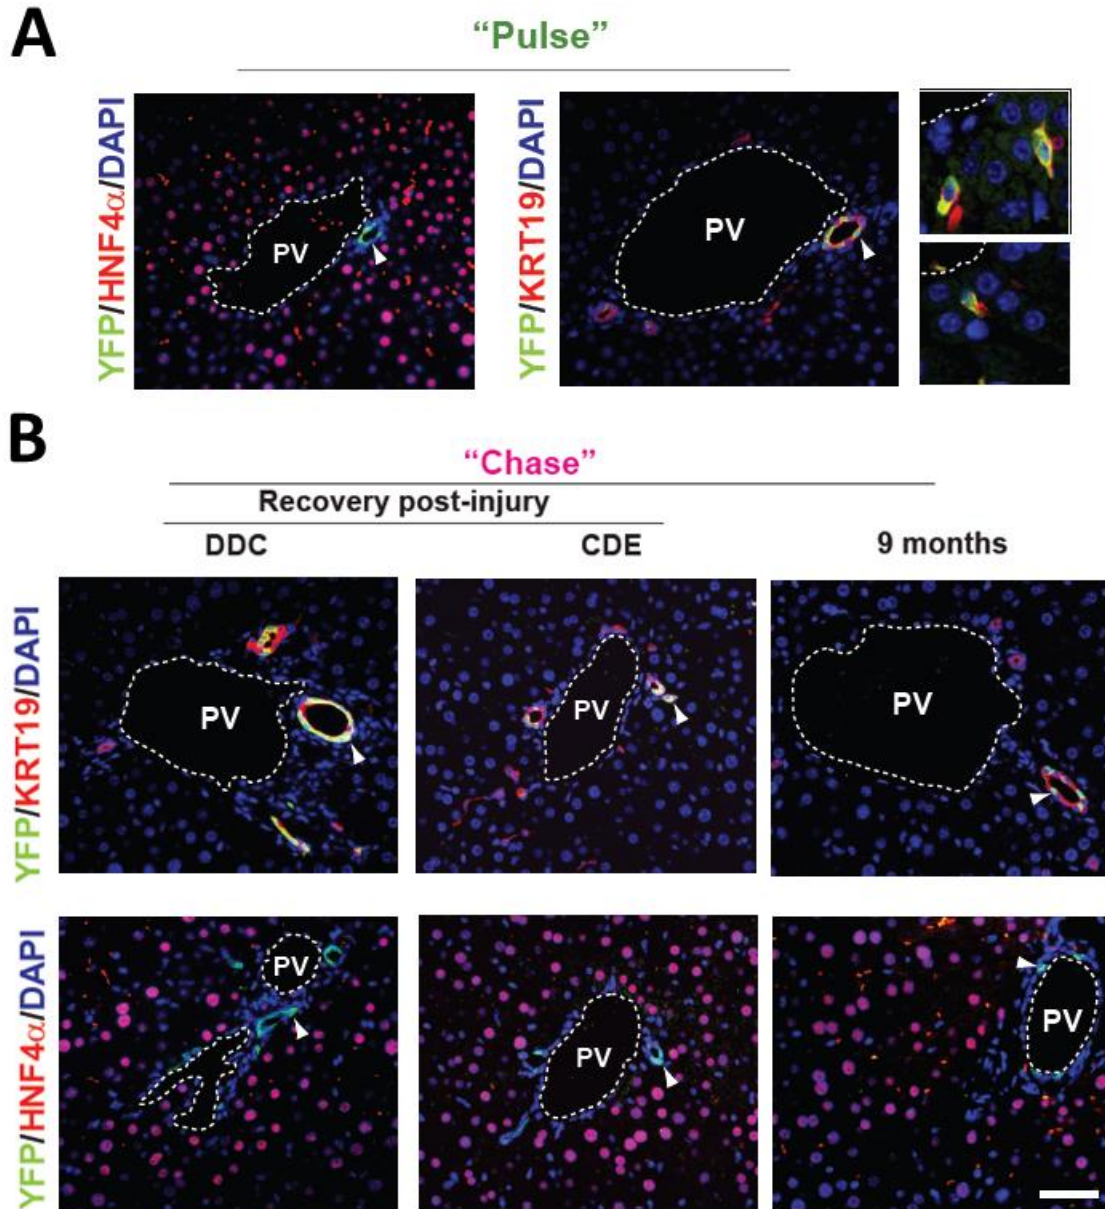 A
“Pulse”
YFP/HNF4α/DAPI
PV
YFP/KRT19/DAPI
PV
B
“Chase”
Recovery post-injury
DDC
CDE
9 months
YFP/KRT19/DAPI
PV
PV
PV
YFP/HNF4α/DAPI
PV
PV
PV